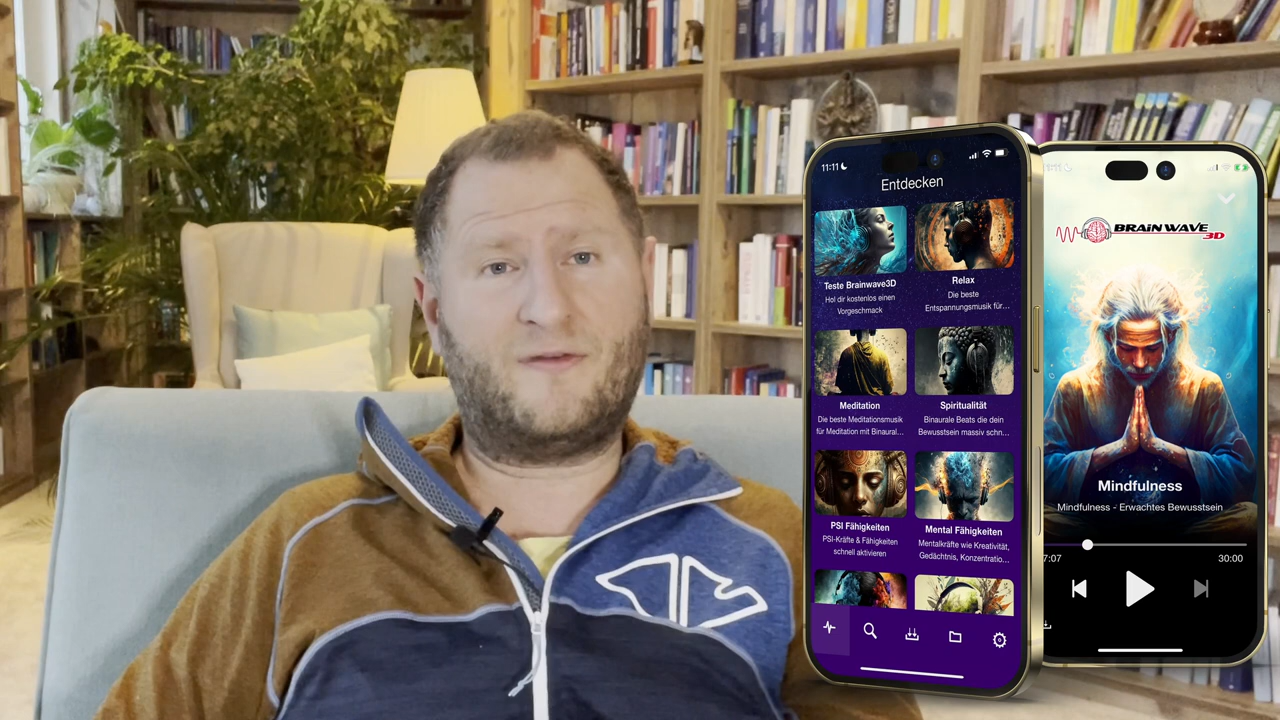 11:11
Entdecken
Teste Brainwave3D
Hol dir kostenlos einen
Vorgeschmack
Relax
Die beste
Entspannungsmusik für...
Meditation
Die beste Meditationsmusik
für Meditation mit Binaural...
Spiritualität
Binaurale Beats die dein
Bewusstsein massiv schn...
PSI Fähigkeiten
PSI-Kräfte & Fähigkeiten
schnell aktivieren
Mental Fähigkeiten
Mentalkräfte wie Kreativität,
Gedächtnis, Konzentratio...
BRAiN WAVE
3D
Mindfulness
Mindfulness - Erwachtes Bewusstsein
7:07
30:00